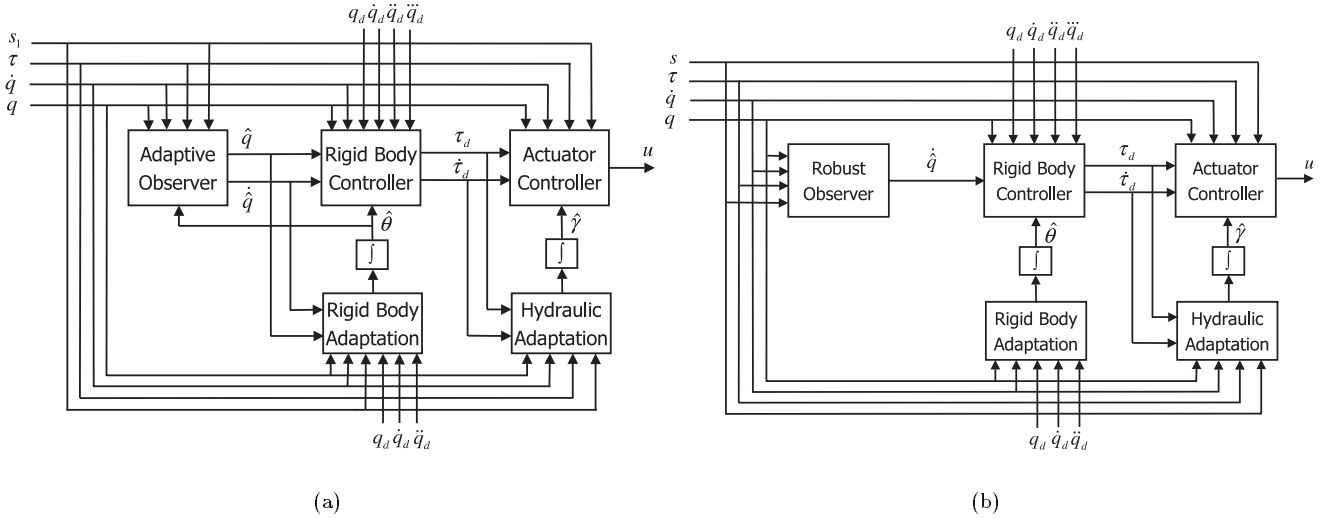 q_d q̇_d q̈_d q⃛_d
s₁
τ
q̇
q
Adaptive Observer
q̂
q̂̇
Rigid Body Controller
τ_d
τ̇_d
Actuator Controller
u
θ̂
γ̂
∫
∫
Rigid Body Adaptation
Hydraulic Adaptation
q_d q̇_d q̈_d
(a)
q_d q̇_d q̈_d q⃛_d
s
τ
q̇
q
Robust Observer
q̂̇
Rigid Body Controller
τ_d
τ̇_d
Actuator Controller
u
θ̂
γ̂
∫
∫
Rigid Body Adaptation
Hydraulic Adaptation
q_d q̇_d q̈_d
(b)